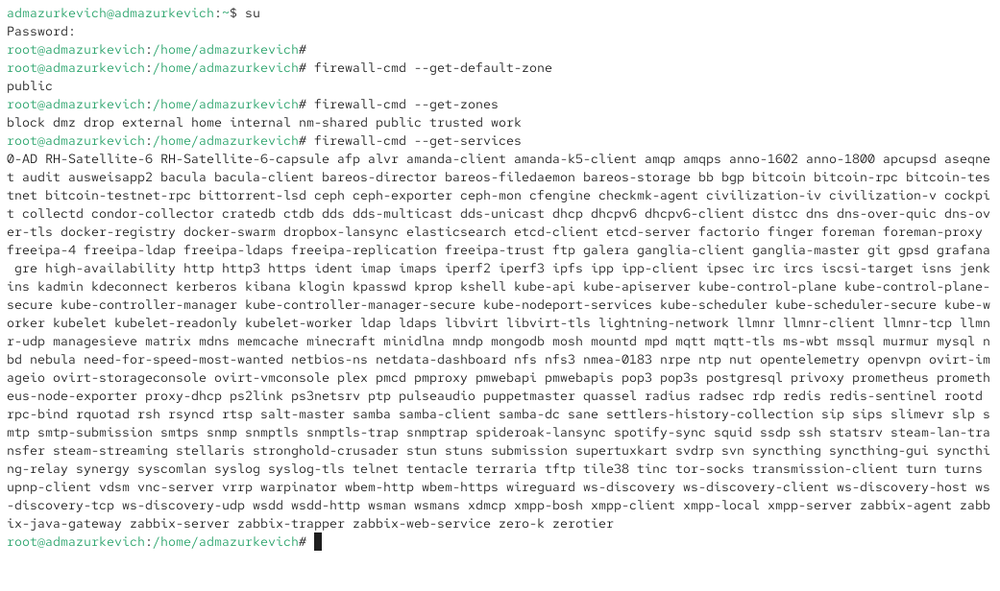 admazurkevich@admazurkevich:~$ su
Password:
root@admazurkevich:/home/admazurkevich#
root@admazurkevich:/home/admazurkevich# firewall-cmd --get-default-zone
public
root@admazurkevich:/home/admazurkevich# firewall-cmd --get-zones
block dmz drop external home internal nm-shared public trusted work
root@admazurkevich:/home/admazurkevich# firewall-cmd --get-services
0-AD RH-Satellite-6 RH-Satellite-6-capsule afp alvr amanda-client amanda-k5-client amqp amqps anno-1602 anno-1800 apcupsd aseqne
t audit ausweisapp2 bacula bacula-client bareos-director bareos-filedaemon bareos-storage bb bgp bitcoin bitcoin-rpc bitcoin-tes
tnet bitcoin-testnet-rpc bittorrent-lsd ceph ceph-exporter ceph-mon cfengine checkmk-agent civilization-iv civilization-v cockpi
t collectd condor-collector cratedb ctdb dds dds-multicast dds-unicast dhcp dhcpv6 dhcpv6-client distcc dns dns-over-quic dns-ov
er-tls docker-registry docker-swarm dropbox-lansync elasticsearch etcd-client etcd-server factorio finger foreman foreman-proxy
freeipa-4 freeipa-ldap freeipa-ldaps freeipa-replication freeipa-trust ftp galera ganglia-client ganglia-master git gpsd grafana
 gre high-availability http http3 https ident imap imaps iperf2 iperf3 ipfs ipp ipp-client ipsec irc ircs iscsi-target isns jenk
ins kadmin kdeconnect kerberos kibana klogin kpasswd kprop kshell kube-api kube-apiserver kube-control-plane kube-control-plane-
secure kube-controller-manager kube-controller-manager-secure kube-nodeport-services kube-scheduler kube-scheduler-secure kube-w
orker kubelet kubelet-readonly kubelet-worker ldap ldaps libvirt libvirt-tls lightning-network llmnr llmnr-client llmnr-tcp llmn
r-udp managesieve matrix mdns memcache minecraft minidlna mndp mongodb mosh mountd mpd mqtt mqtt-tls ms-wbt mssql murmur mysql n
bd nebula need-for-speed-most-wanted netbios-ns netdata-dashboard nfs nfs3 nmea-0183 nrpe ntp nut opentelemetry openvpn ovirt-im
ageio ovirt-storageconsole ovirt-vmconsole plex pmcd pmproxy pmwebapi pmwebapis pop3 pop3s postgresql privoxy prometheus prometh
eus-node-exporter proxy-dhcp ps2link ps3netsrv ptp pulseaudio puppetmaster quassel radius radsec rdp redis redis-sentinel rootd
rpc-bind rquotad rsh rsyncd rtsp salt-master samba samba-client samba-dc sane settlers-history-collection sip sips slimevr slp s
mtp smtp-submission smtps snmp snmptls snmptls-trap snmptrap spideroak-lansync spotify-sync squid ssdp ssh statsrv steam-lan-tra
nsfer steam-streaming stellaris stronghold-crusader stun stuns submission supertuxkart svdrp svn syncthing syncthing-gui syncthi
ng-relay synergy syscomlan syslog syslog-tls telnet tentacle terraria tftp tile38 tinc tor-socks transmission-client turn turns
upnp-client vdsm vnc-server vrrp warpinator wbem-http wbem-https wireguard ws-discovery ws-discovery-client ws-discovery-host ws
-discovery-tcp ws-discovery-udp wsdd wsdd-http wsman wsmans xdmcp xmpp-bosh xmpp-client xmpp-local xmpp-server zabbix-agent zabb
ix-java-gateway zabbix-server zabbix-trapper zabbix-web-service zero-k zerotier
root@admazurkevich:/home/admazurkevich#